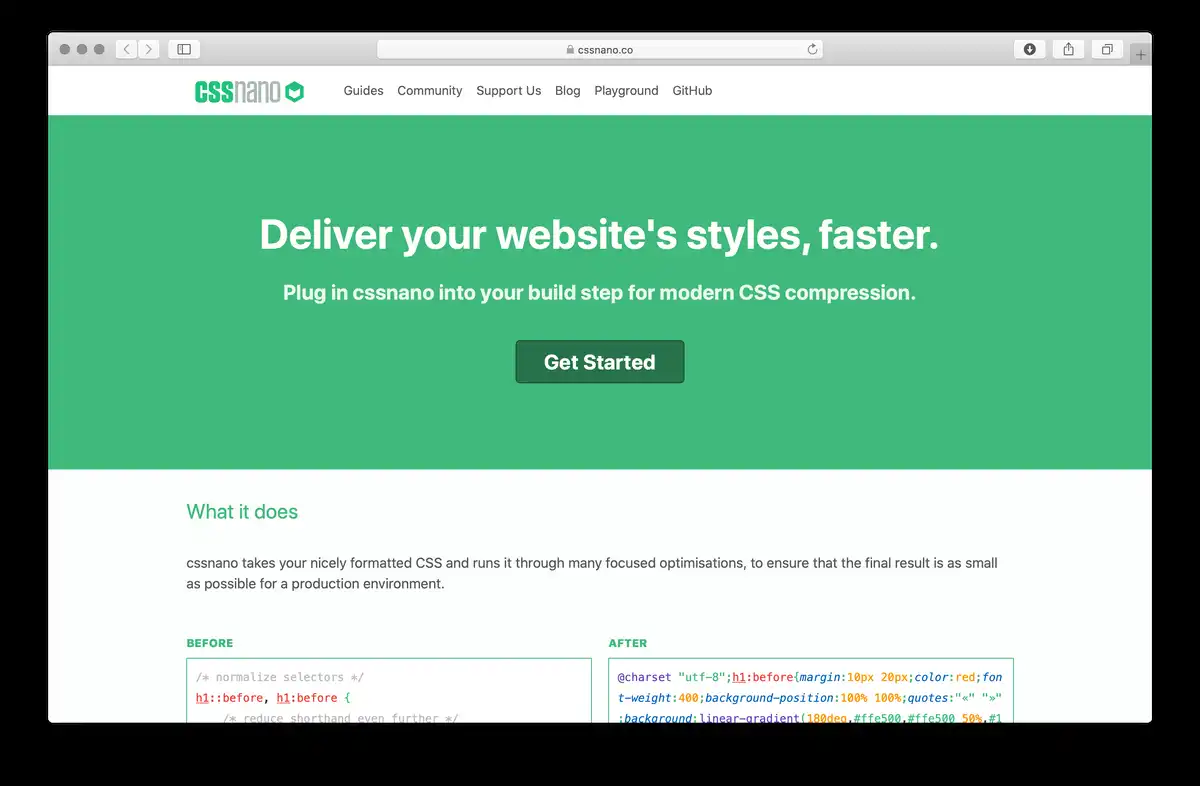 cssnano.co
cssnano
Guides Community Support Us Blog Playground GitHub
Deliver your website's styles, faster.
Plug in cssnano into your build step for modern CSS compression.
Get Started
What it does
cssnano takes your nicely formatted CSS and runs it through many focused optimisations, to ensure that the final result is as small
as possible for a production environment.
BEFORE
/* normalize selectors */
h1::before, h1:before {
/* reduce shorthand even further */
AFTER
@charset "utf-8";h1:before{margin:10px 20px;color:red;fon
t-weight:400;background-position:100% 100%;quotes:"«" "»"
;background:linear-gradient(180deg,#ffe500,#ffe500 50%,#1